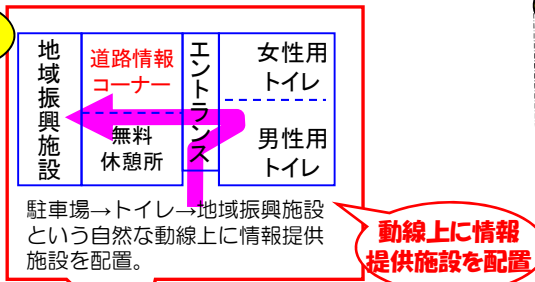 地域振興施設
道路情報
コーナー
無料
休憩所
エントランス
女性用
トイレ
男性用
トイレ
駐車場→トイレ→地域振興施設
という自然な動線上に情報提供
施設を配置。
動線上に情報
提供施設を配置